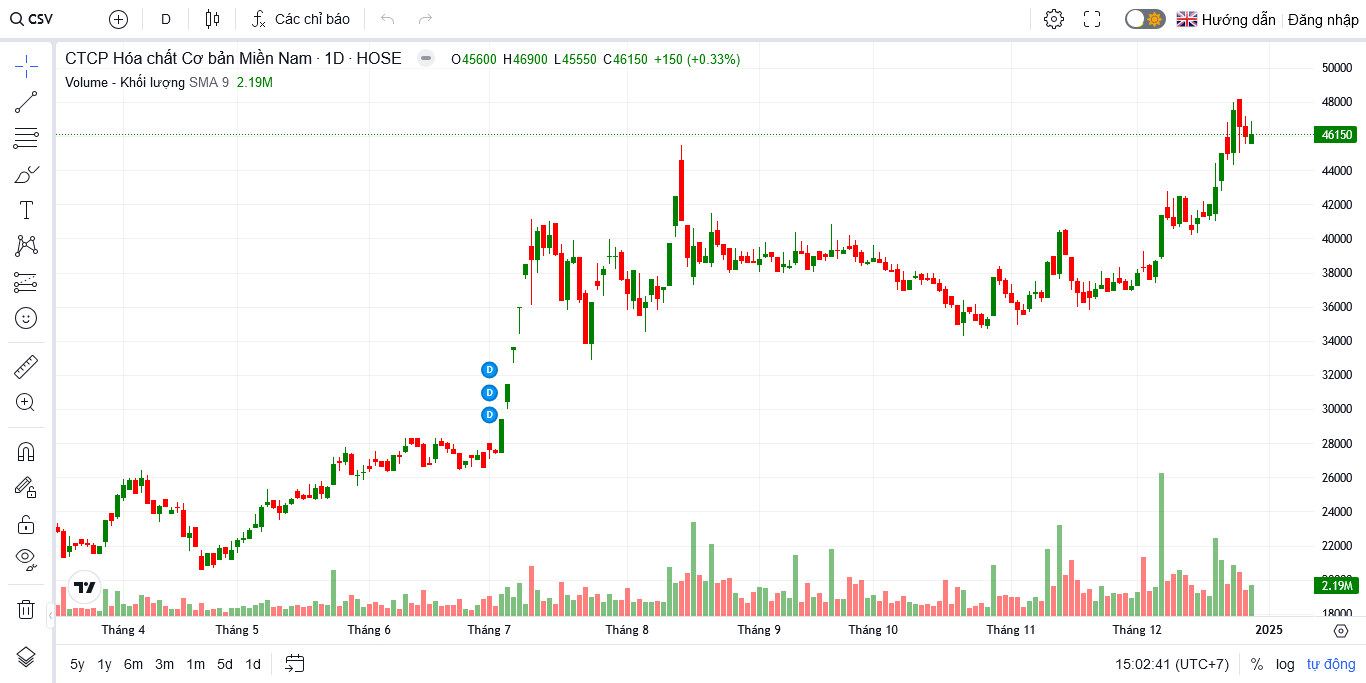 CSV D Các chỉ báo Hướng dẫn Đăng nhập
CTCP Hóa chất Cơ bản Miền Nam · 1D · HOSE O45600 H46900 L45550 C46150 +150 (+0.33%)
Volume - Khối lượng SMA 9 2.19M
50000
48000
46150
44000
42000
40000
38000
36000
34000
32000
30000
28000
26000
24000
22000
2.19M
18000
D
D
D
Tháng 4 Tháng 5 Tháng 6 Tháng 7 Tháng 8 Tháng 9 Tháng 10 Tháng 11 Tháng 12 2025
5y 1y 6m 3m 1m 5d 1d 15:02:41 (UTC+7) % log tự động